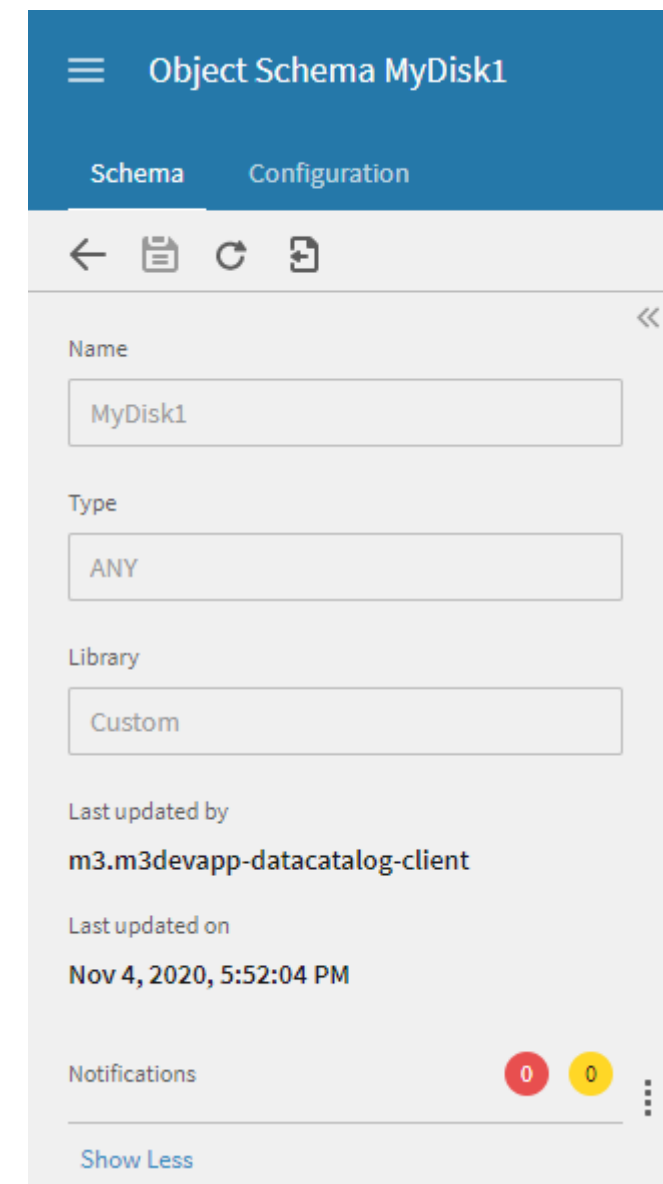 Object Schema MyDisk1
Schema Configuration
Name
MyDisk1
Type
ANY
Library
Custom
Last updated by
m3.m3devapp-datacatalog-client
Last updated on
Nov 4, 2020, 5:52:04 PM
Notifications 0 0
Show Less